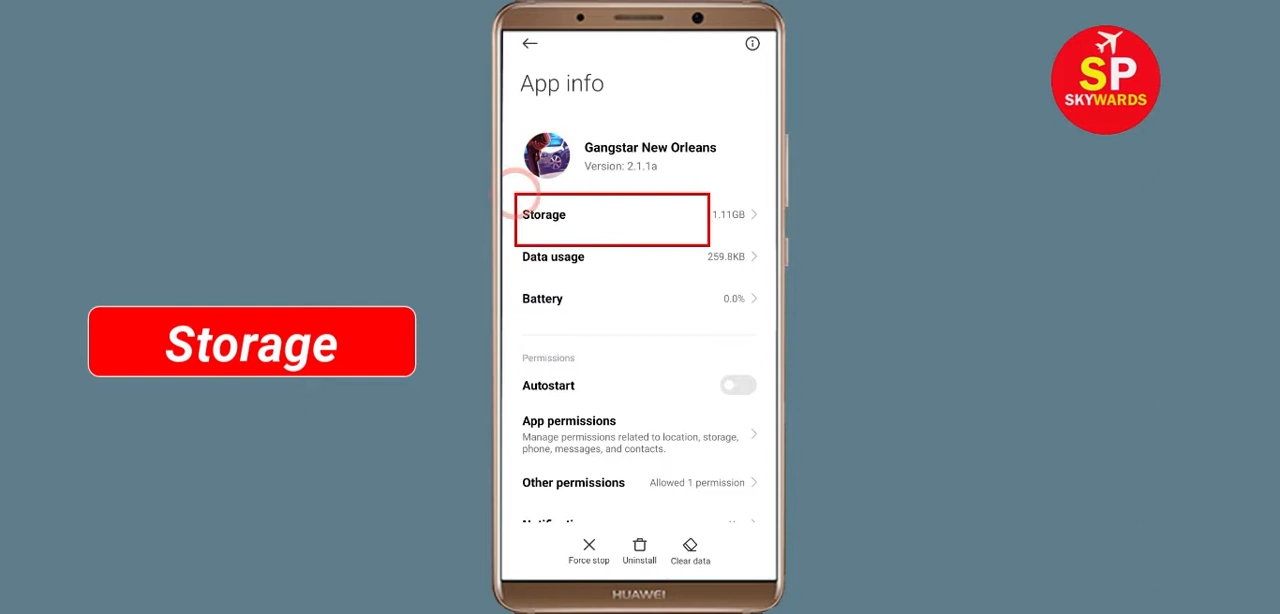 SP
SKYWARDS
App info
Gangstar New Orleans
Version: 2.1.1a
Storage 1.11GB
Data usage 259.8KB
Battery 0.0%
Storage
Permissions
Autostart
App permissions
Manage permissions related to location, storage,
phone, messages, and contacts.
Other permissions Allowed 1 permission
Force stop Uninstall Clear data
HUAWEI